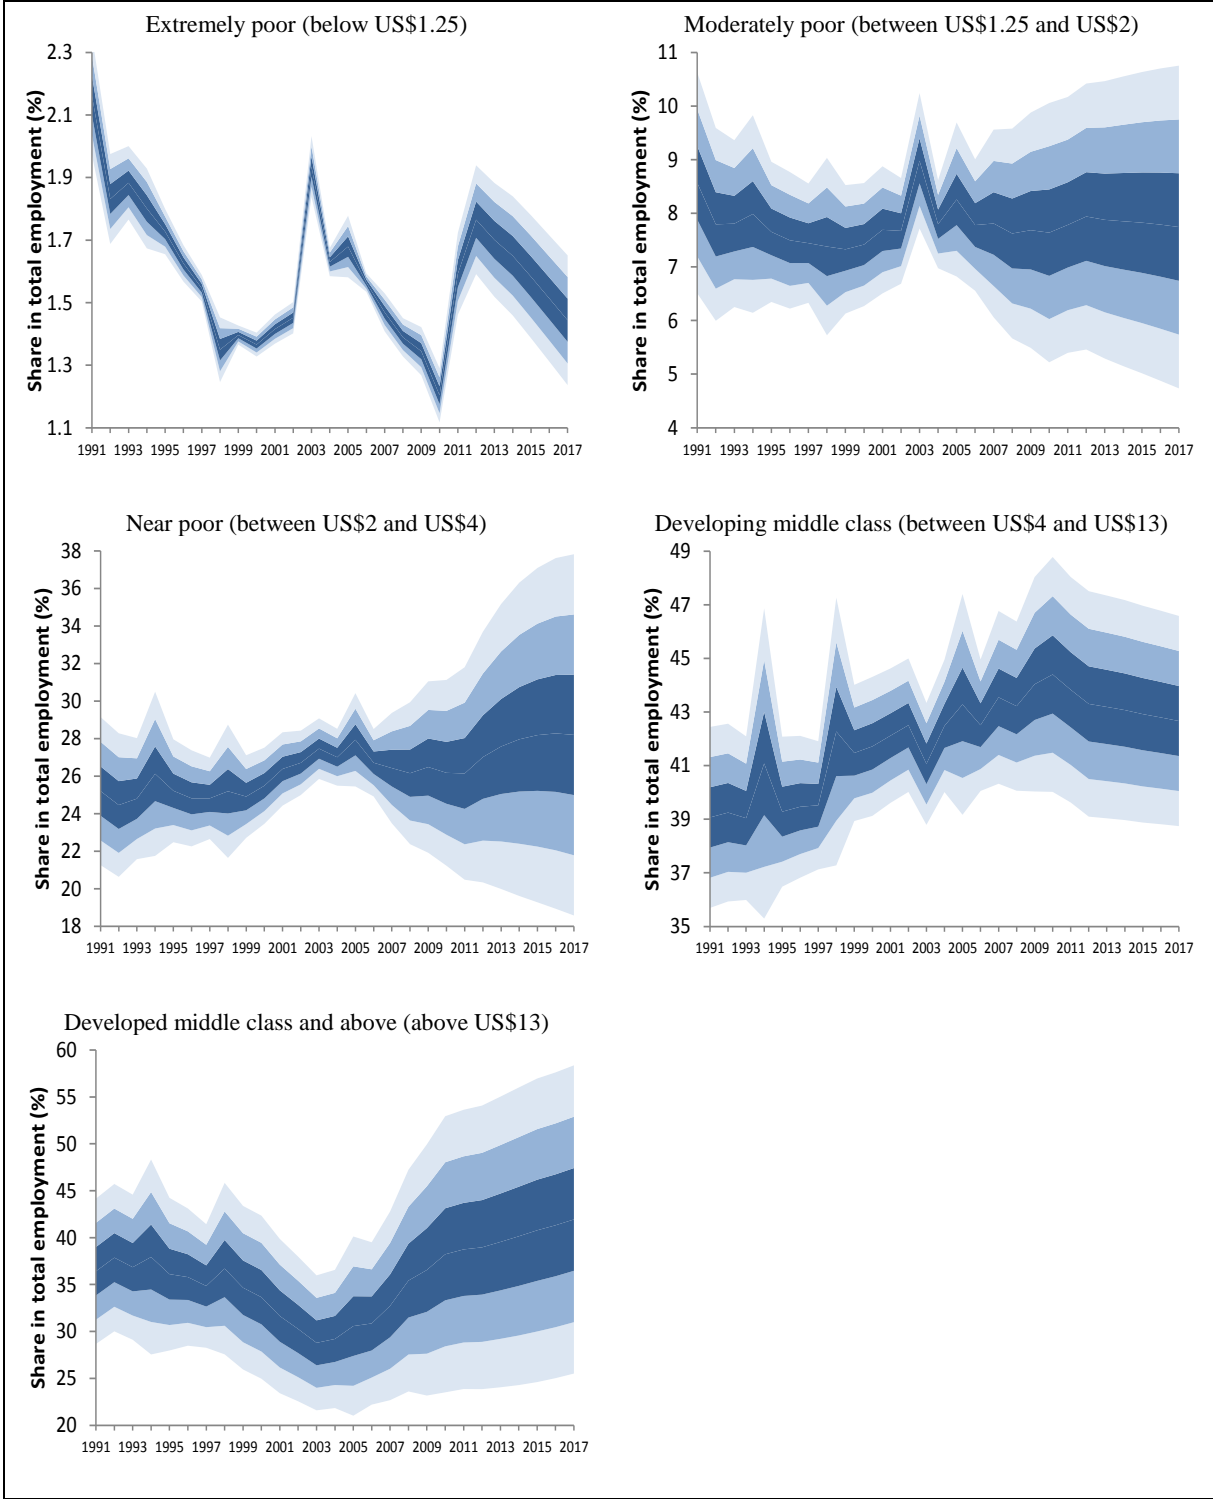 Extremely poor (below US$1.25)
Share in total employment (%)
2.3
2.1
1.9
1.7
1.5
1.3
1.1
1991 1993 1995 1997 1999 2001 2003 2005 2007 2009 2011 2013 2015 2017
Moderately poor (between US$1.25 and US$2)
Share in total employment (%)
11
10
9
8
7
6
5
4
1991 1993 1995 1997 1999 2001 2003 2005 2007 2009 2011 2013 2015 2017
Near poor (between US$2 and US$4)
Share in total employment (%)
38
36
34
32
30
28
26
24
22
20
18
1991 1993 1995 1997 1999 2001 2003 2005 2007 2009 2011 2013 2015 2017
Developing middle class (between US$4 and US$13)
Share in total employment (%)
49
47
45
43
41
39
37
35
1991 1993 1995 1997 1999 2001 2003 2005 2007 2009 2011 2013 2015 2017
Developed middle class and above (above US$13)
Share in total employment (%)
60
55
50
45
40
35
30
25
20
1991 1993 1995 1997 1999 2001 2003 2005 2007 2009 2011 2013 2015 2017